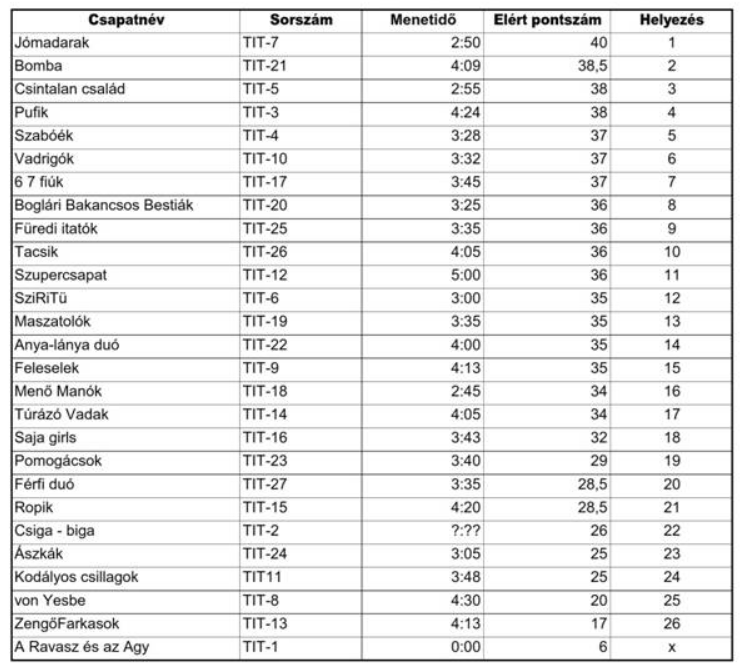 Csapatnév Sorszám Menetidő Elért pontszám Helyezés
Jómadarak TIT-7 2:50 40 1
Bomba TIT-21 4:09 38,5 2
Csintalan család TIT-5 2:55 38 3
Pufik TIT-3 4:24 38 4
Szabóék TIT-4 3:28 37 5
Vadrigók TIT-10 3:32 37 6
6 7 fiúk TIT-17 3:45 37 7
Boglári Bakancsos Bestiák TIT-20 3:25 36 8
Füredi itatók TIT-25 3:35 36 9
Tacsik TIT-26 4:05 36 10
Szupercsapat TIT-12 5:00 36 11
SziRiTü TIT-6 3:00 35 12
Maszatolók TIT-19 3:35 35 13
Anya-lánya duó TIT-22 4:00 35 14
Feleselek TIT-9 4:13 35 15
Menő Manók TIT-18 2:45 34 16
Túrázó Vadak TIT-14 4:05 34 17
Saja girls TIT-16 3:43 32 18
Pomogácsok TIT-23 3:40 29 19
Férfi duó TIT-27 3:35 28,5 20
Ropik TIT-15 4:20 28,5 21
Csiga - biga TIT-2 ?:?? 26 22
Ászkák TIT-24 3:05 25 23
Kodályos csillagok TIT11 3:48 25 24
von Yesbe TIT-8 4:30 20 25
ZengőFarkasok TIT-13 4:13 17 26
A Ravasz és az Agy TIT-1 0:00 6 x